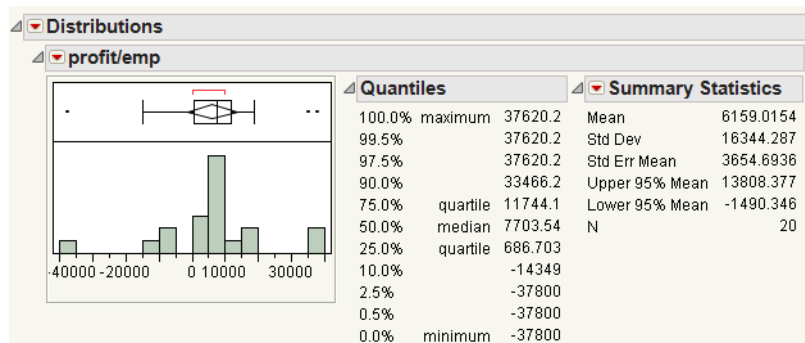 Distributions
profit/emp
-40000 -20000 0 10000 30000
Quantiles
100.0% maximum 37620.2
99.5% 37620.2
97.5% 37620.2
90.0% 33466.2
75.0% quartile 11744.1
50.0% median 7703.54
25.0% quartile 686.703
10.0% -14349
2.5% -37800
0.5% -37800
0.0% minimum -37800
Summary Statistics
Mean 6159.0154
Std Dev 16344.287
Std Err Mean 3654.6936
Upper 95% Mean 13808.377
Lower 95% Mean -1490.346
N 20